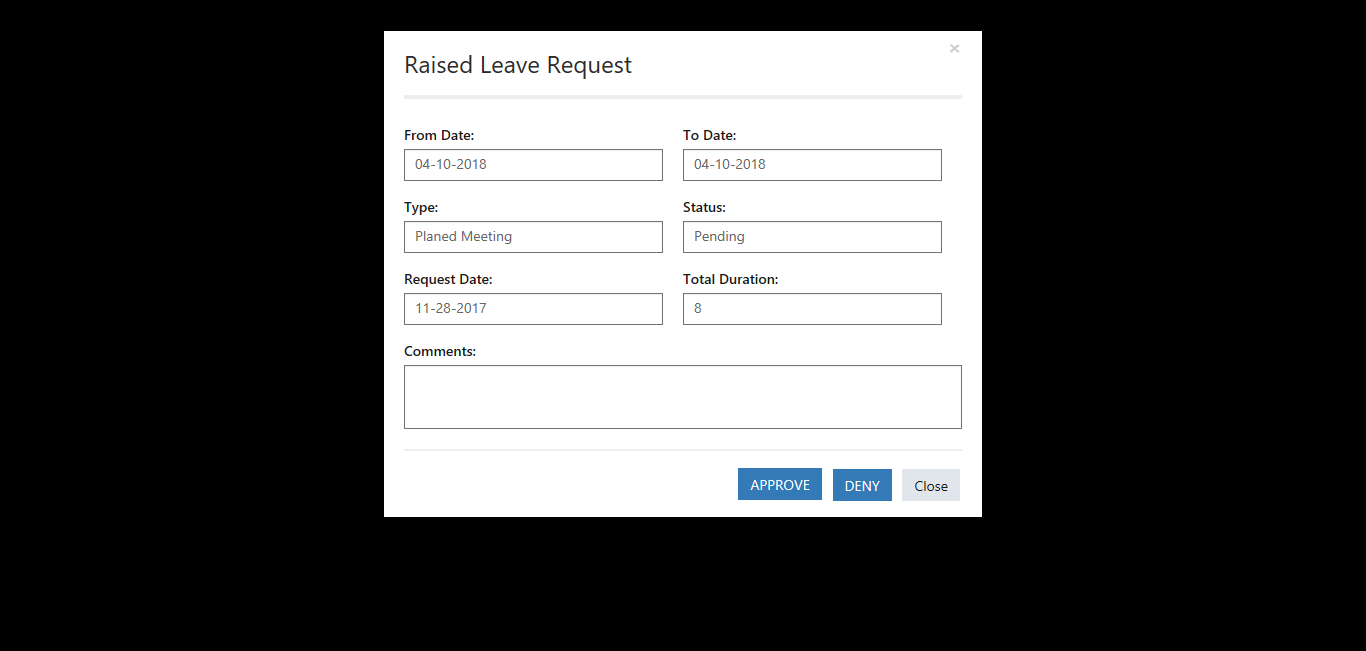 ×
Raised Leave Request
From Date: To Date:
04-10-2018 04-10-2018
Type: Status:
Planed Meeting Pending
Request Date: Total Duration:
11-28-2017 8
Comments:
APPROVE DENY Close